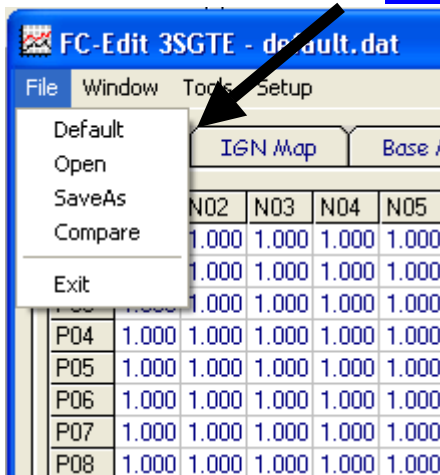 FC-Edit 3SGTE - default.dat
File Window Tools Setup
Default
Open
SaveAs
Compare
Exit
IGN Map Base
N02 N03 N04 N05
1.000 1.000 1.000 1.000
1.000 1.000 1.000 1.000
1.000 1.000 1.000 1.000 1.000
P04 1.000 1.000 1.000 1.000 1.000
P05 1.000 1.000 1.000 1.000 1.000
P06 1.000 1.000 1.000 1.000 1.000
P07 1.000 1.000 1.000 1.000 1.000
P08 1.000 1.000 1.000 1.000 1.000